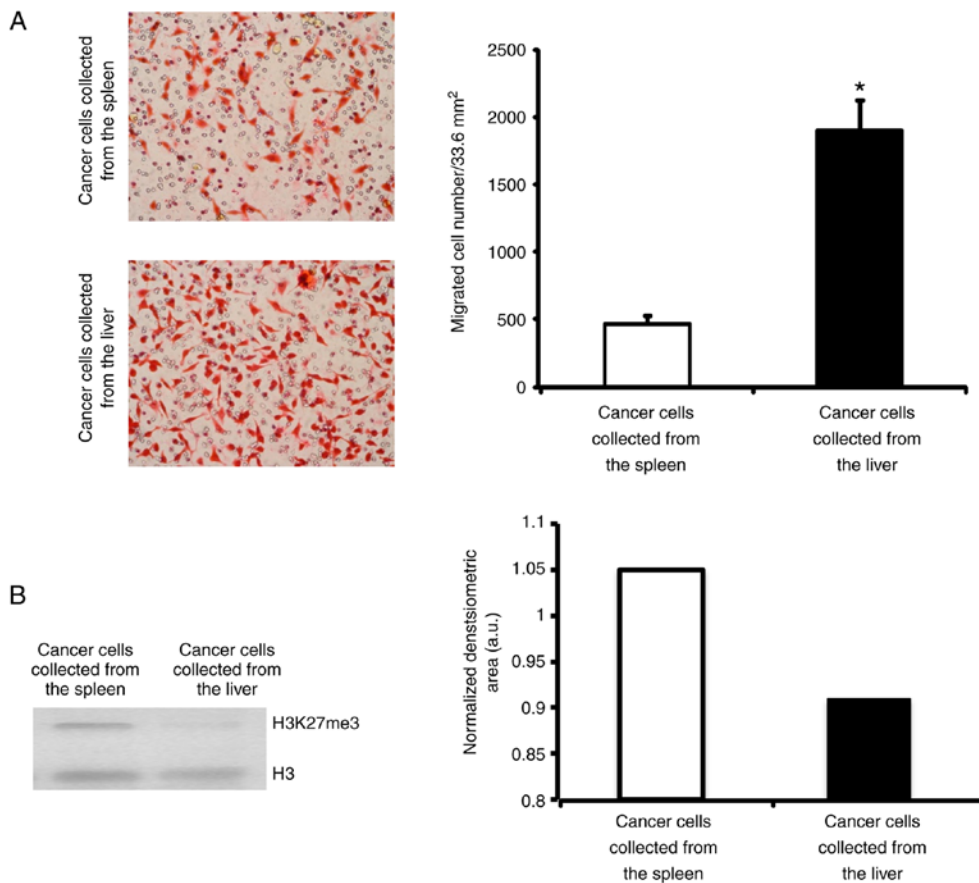 A
Cancer cells collected
from the spleen
Cancer cells collected
from the liver
Migrated cell number/33.6 mm²
2500
2000
1500
1000
500
0
*
Cancer cells
collected from
the spleen
Cancer cells
collected from
the liver
B
Cancer cells
collected from
the spleen
Cancer cells
collected from
the liver
H3K27me3
H3
Normalized denstsiometric
area (a.u.)
1.1
1.05
1
0.95
0.9
0.85
0.8
Cancer cells
collected from
the spleen
Cancer cells
collected from
the liver